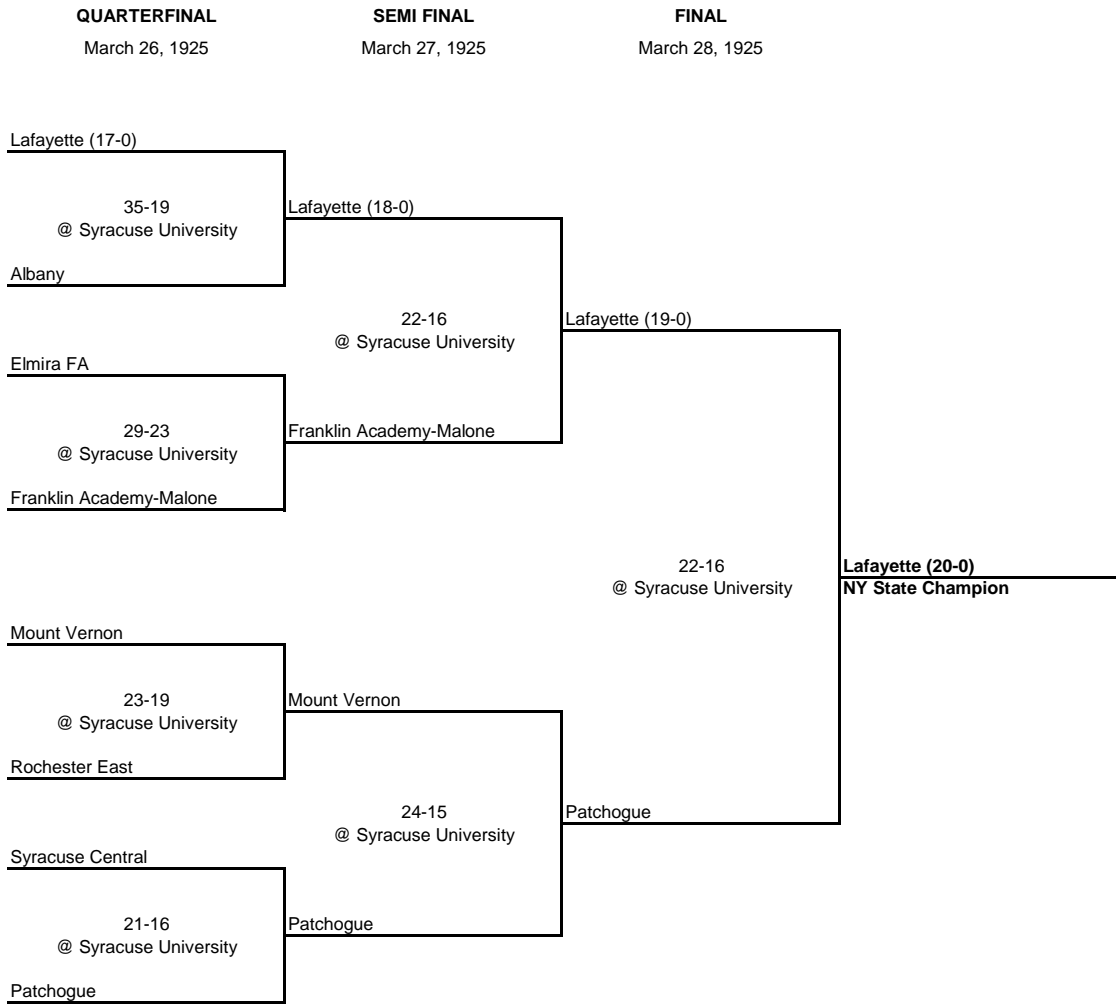 QUARTERFINAL SEMI FINAL FINAL
March 26, 1925 March 27, 1925 March 28, 1925
Lafayette (17-0)
35-19
@ Syracuse University
Lafayette (18-0)
Albany
22-16
@ Syracuse University
Lafayette (19-0)
Elmira FA
29-23
@ Syracuse University
Franklin Academy-Malone
Franklin Academy-Malone
22-16
@ Syracuse University
Lafayette (20-0)
NY State Champion
Mount Vernon
23-19
@ Syracuse University
Mount Vernon
Rochester East
24-15
@ Syracuse University
Patchogue
Syracuse Central
21-16
@ Syracuse University
Patchogue
Patchogue